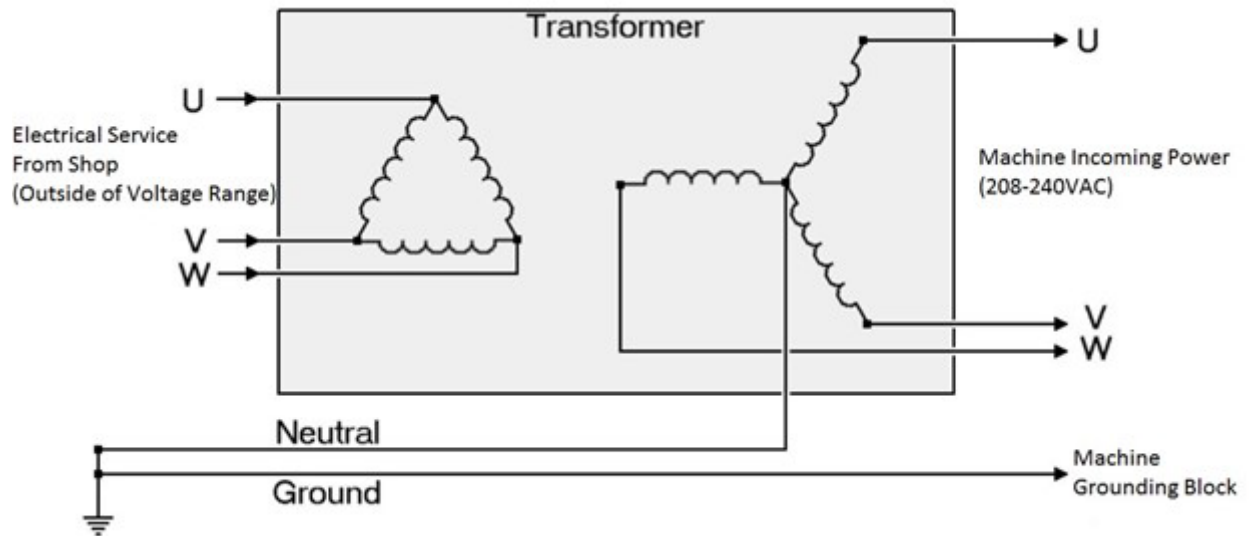 Transformer
U
U
Electrical Service
From Shop
(Outside of Voltage Range)
Machine Incoming Power
(208-240VAC)
V
W
V
W
Neutral
Ground
Machine
Grounding Block